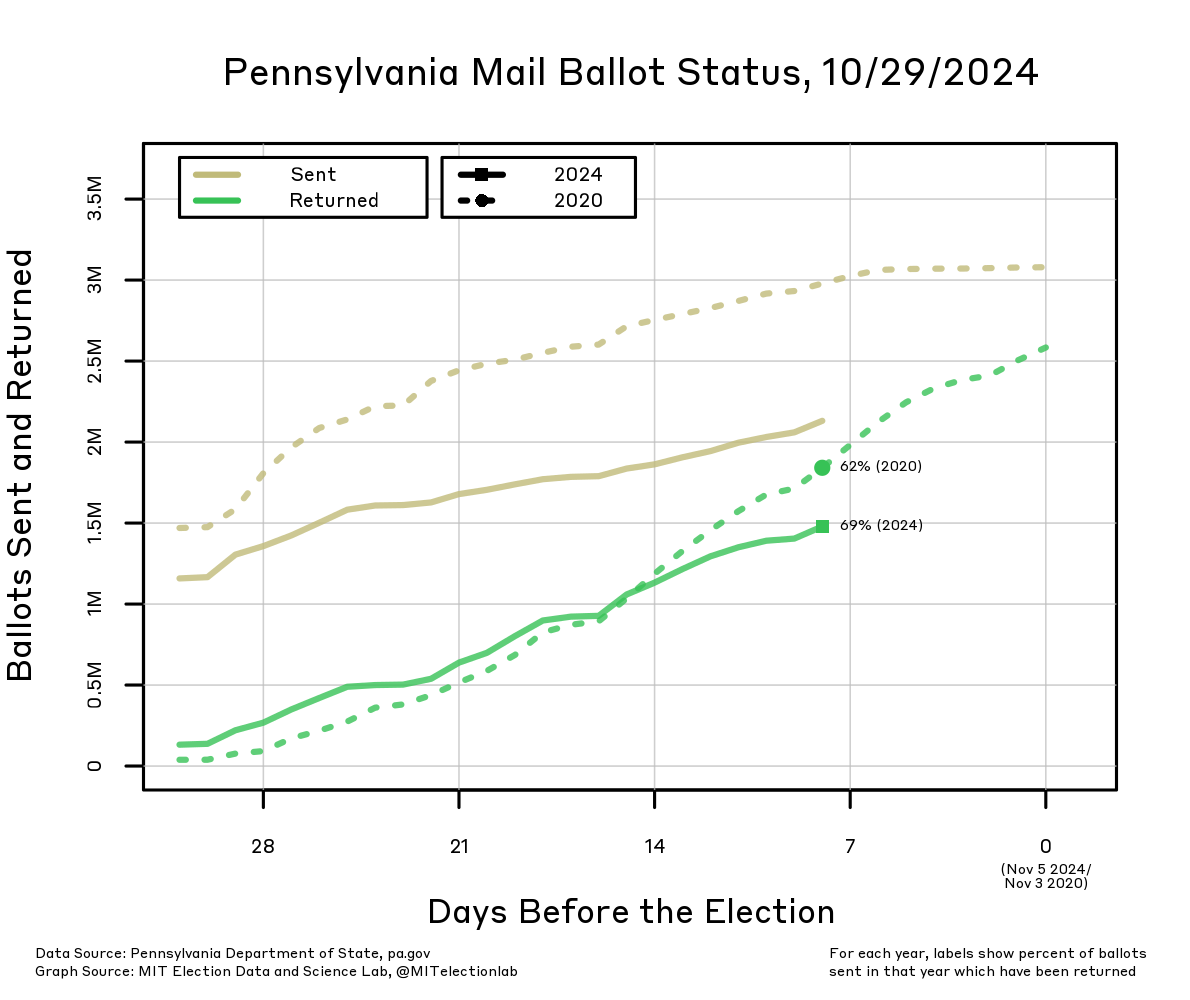 Pennsylvania Mail Ballot Status, 10/29/2024
Sent
Returned
2024
2020
Ballots Sent and Returned
3.5M
3M
2.5M
2M
1.5M
1M
0.5M
0
62% (2020)
69% (2024)
28
21
14
7
0
(Nov 5 2024/
Nov 3 2020)
Days Before the Election
Data Source: Pennsylvania Department of State, pa.gov
Graph Source: MIT Election Data and Science Lab, @MITelectionlab
For each year, labels show percent of ballots
sent in that year which have been returned